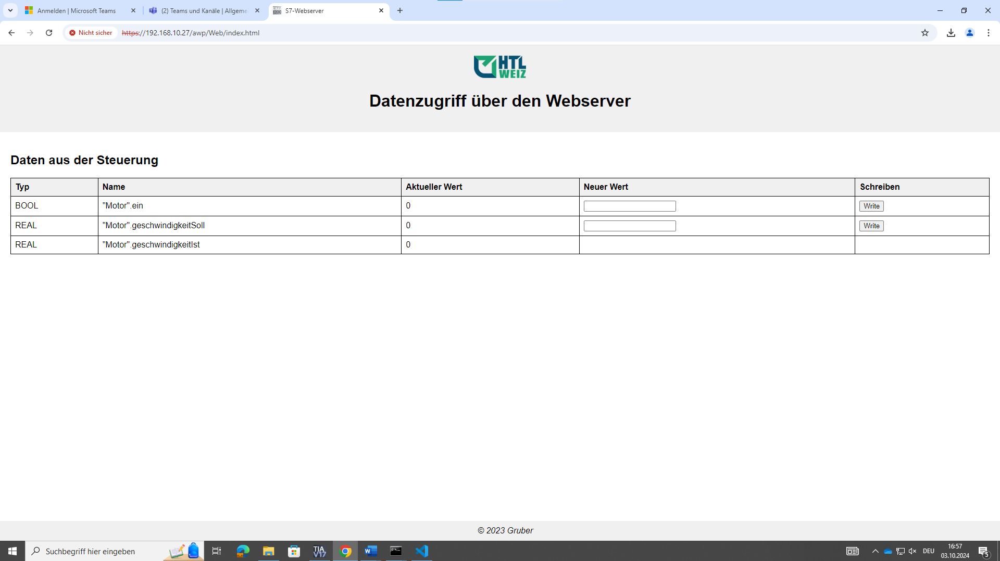 Anmelden | Microsoft Teams
(2) Teams und Kanäle | Allgeme
S7-Webserver
Nicht sicher
https://192.168.10.27/awp/Web/index.html
HTL
WEIZ
Datenzugriff über den Webserver
Daten aus der Steuerung
Typ Name Aktueller Wert Neuer Wert Schreiben
BOOL "Motor".ein 0 Write
REAL "Motor".geschwindigkeitSoll 0 Write
REAL "Motor".geschwindigkeitIst 0
© 2023 Gruber
Suchbegriff hier eingeben
TIA
V17
DEU
16:57
03.10.2024
5